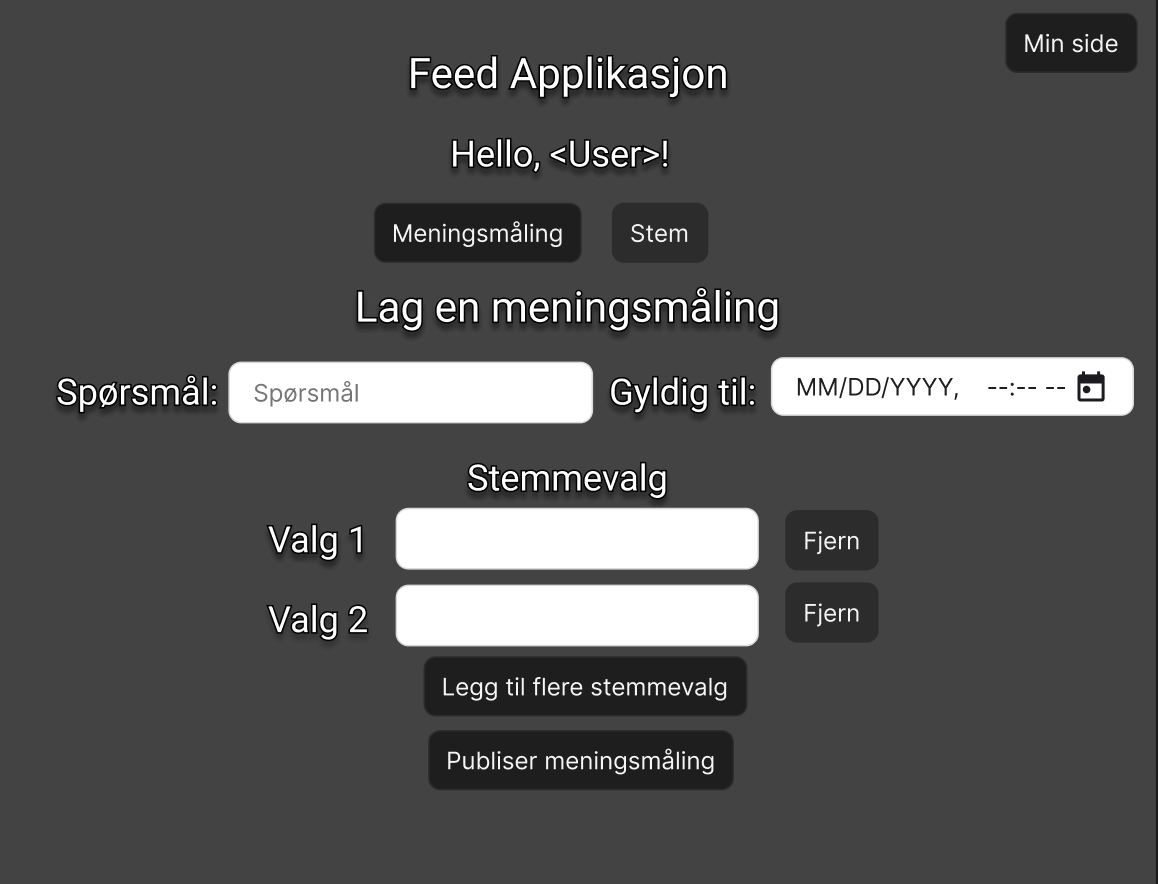 Min side
Feed Applikasjon
Hello, <User>!
Meningsmåling Stem
Lag en meningsmåling
Spørsmål: Spørsmål Gyldig til: MM/DD/YYYY, --:-- --
Stemmevalg
Valg 1 Fjern
Valg 2 Fjern
Legg til flere stemmevalg
Publiser meningsmåling